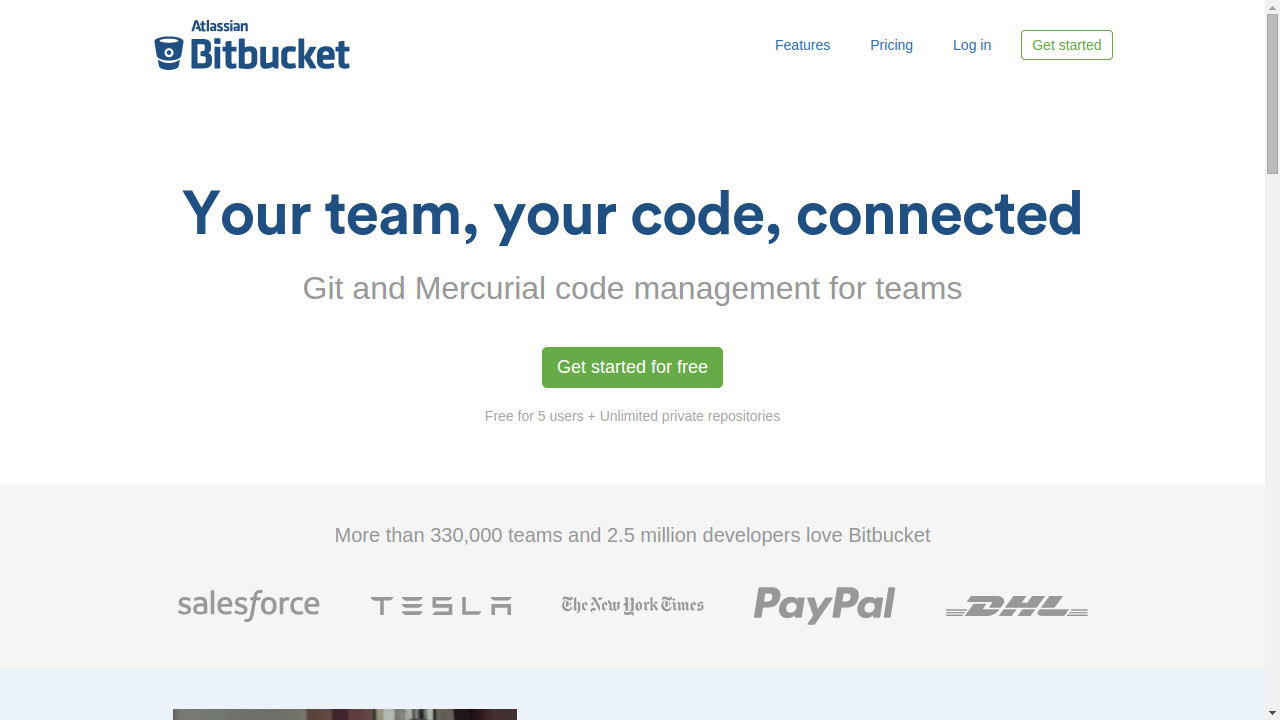 Atlassian
Bitbucket
Features
Pricing
Log in
Get started
Your team, your code, connected
Git and Mercurial code management for teams
Get started for free
Free for 5 users + Unlimited private repositories
More than 330,000 teams and 2.5 million developers love Bitbucket
salesforce
TESLA
The New York Times
PayPal
DHL